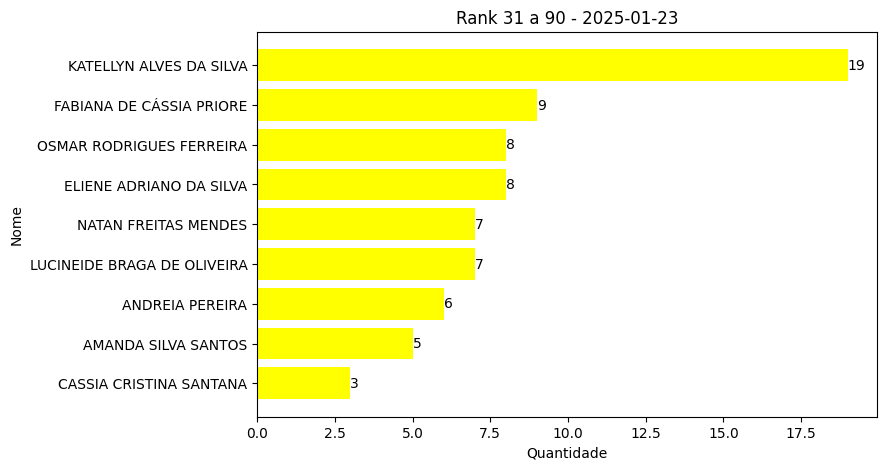 Rank 31 a 90 - 2025-01-23
KATELLYN ALVES DA SILVA 19
FABIANA DE CÁSSIA PRIORE 9
OSMAR RODRIGUES FERREIRA 8
ELIENE ADRIANO DA SILVA 8
NATAN FREITAS MENDES 7
LUCINEIDE BRAGA DE OLIVEIRA 7
ANDREIA PEREIRA 6
AMANDA SILVA SANTOS 5
CASSIA CRISTINA SANTANA 3
Nome
0.0 2.5 5.0 7.5 10.0 12.5 15.0 17.5
Quantidade